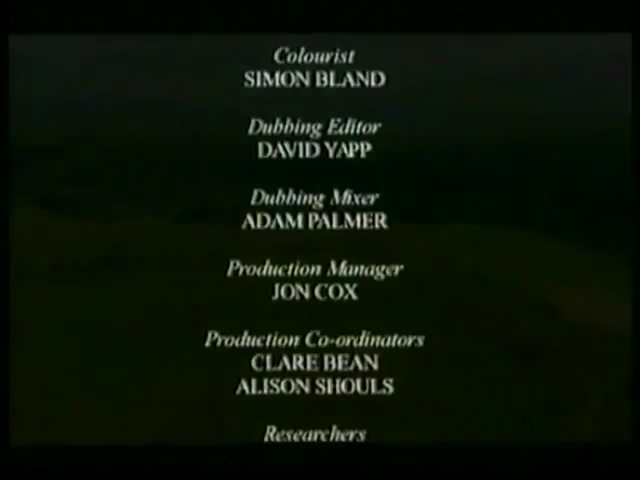 Colourist
SIMON BLAND
Dubbing Editor
DAVID YAPP
Dubbing Mixer
ADAM PALMER
Production Manager
JON COX
Production Co-ordinators
CLARE BEAN
ALISON SHOULS
Researchers